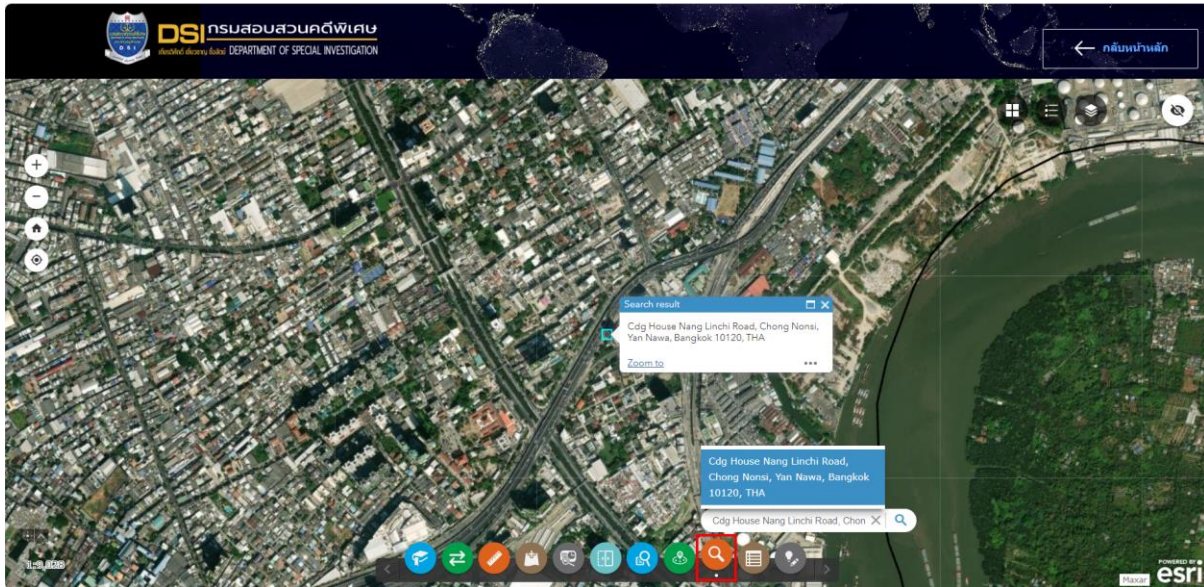 DSI กรมสอบสวนคดีพิเศษ
DEPARTMENT OF SPECIAL INVESTIGATION
กลับหน้าหลัก
Search result
Cdg House Nang Linchi Road, Chong Nonsi,
Yan Nawa, Bangkok 10120, THA
Zoom to
Cdg House Nang Linchi Road,
Chong Nonsi, Yan Nawa, Bangkok
10120, THA
Cdg House Nang Linchi Road, Chon
Maxar
POWERED BY
esri